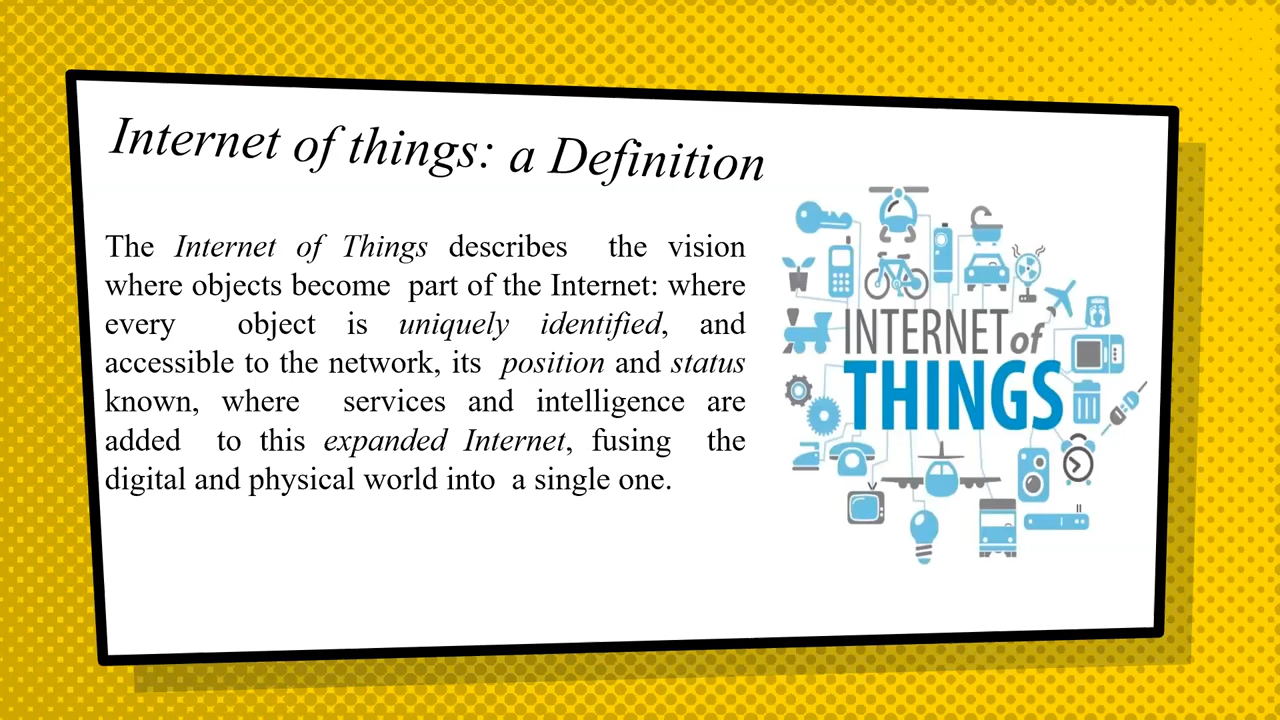 Internet of things: a Definition
The Internet of Things describes the vision
where objects become part of the Internet: where
every object is uniquely identified, and
accessible to the network, its position and status
known, where services and intelligence are
added to this expanded Internet, fusing the
digital and physical world into a single one.
INTERNET of
THINGS